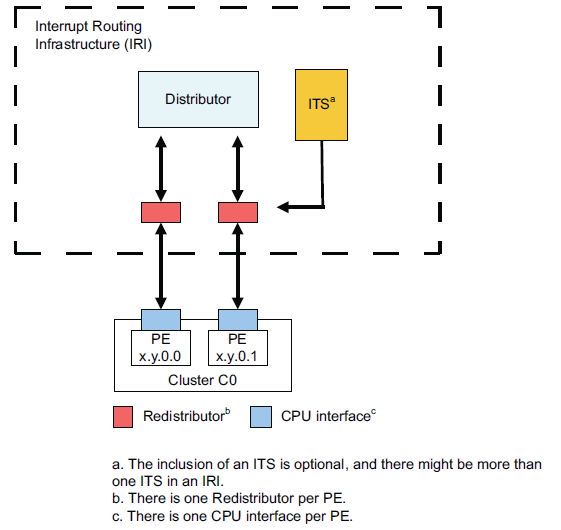 Interrupt Routing
Infrastructure (IRI)
Distributor
ITSa
PE
x.y.0.0
PE
x.y.0.1
Cluster C0
Redistributorb
CPU interfacec
a. The inclusion of an ITS is optional, and there might be more than
one ITS in an IRI.
b. There is one Redistributor per PE.
c. There is one CPU interface per PE.